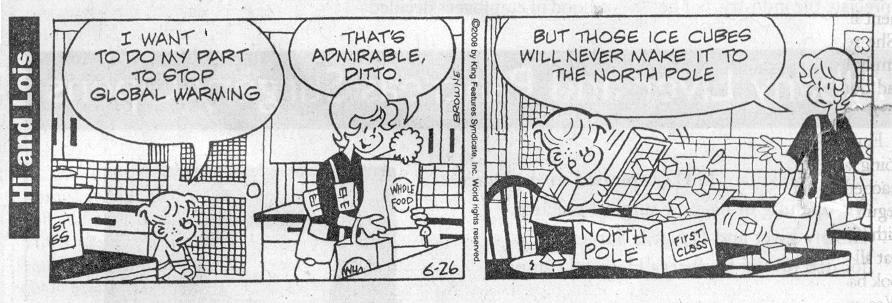 Hi and Lois
I WANT
TO DO MY PART
TO STOP
GLOBAL WARMING
THAT'S
ADMIRABLE,
DITTO.
BROWNE
ST
SS
WHOLE
FOOD
6-26
©2008 by King Features Syndicate, Inc. World rights reserved.
BUT THOSE ICE CUBES
WILL NEVER MAKE IT TO
THE NORTH POLE
NORTH
POLE
FIRST
CLASS